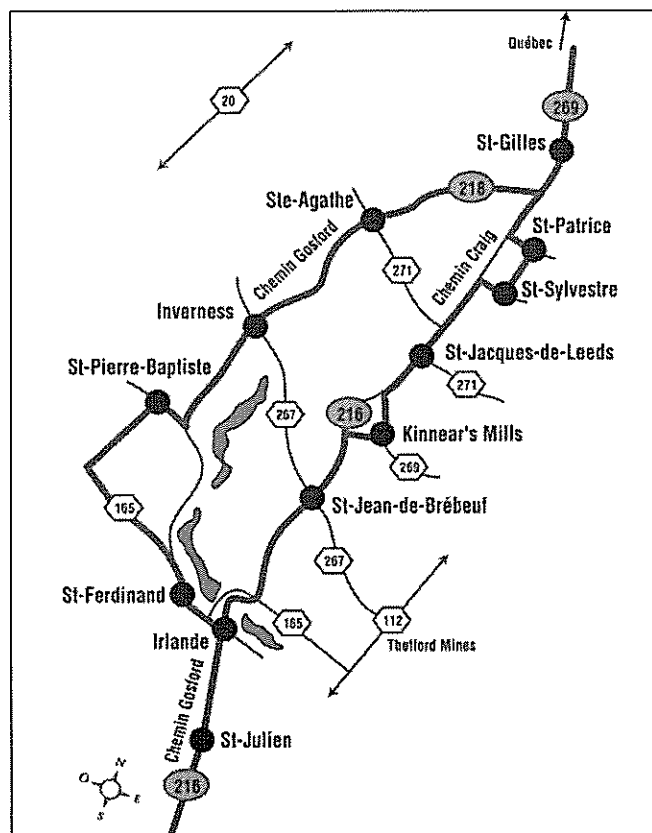 Québec
20
269
St-Gilles
218
Ste-Agathe
St-Patrice
Chemin Gosford
271
Chemin Craig
St-Sylvestre
Inverness
St-Jacques-de-Leeds
St-Pierre-Baptiste
271
267
216
Kinnear's Mills
269
St-Jean-de-Brébeuf
165
267
St-Ferdinand
165
112
Irlande
Thetford Mines
Chemin Gosford
St-Julien
N
O
E
S
216